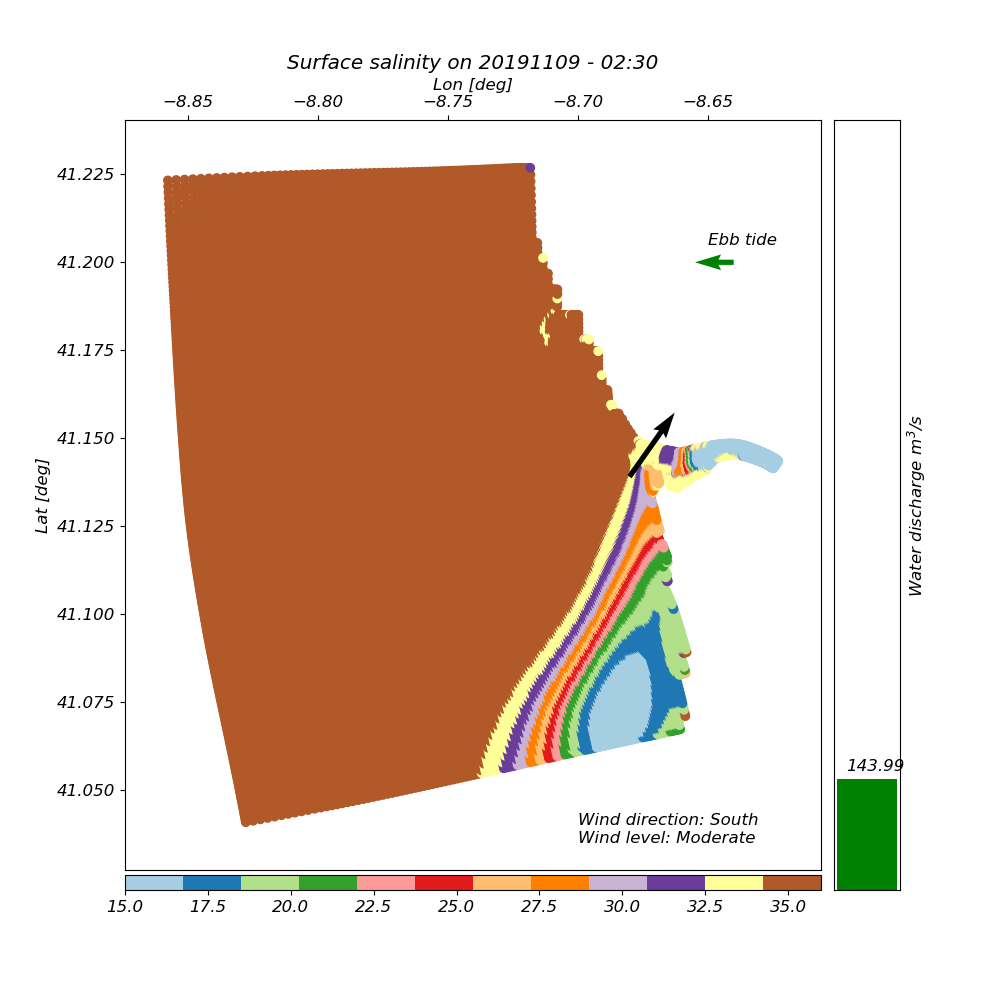 Surface salinity on 20191109 - 02:30
Lon [deg]
−8.85 −8.80 −8.75 −8.70 −8.65
41.225
41.200
41.175
41.150
41.125
41.100
41.075
41.050
Lat [deg]
Ebb tide
Wind direction: South
Wind level: Moderate
15.0 17.5 20.0 22.5 25.0 27.5 30.0 32.5 35.0
143.99
Water discharge m³/s